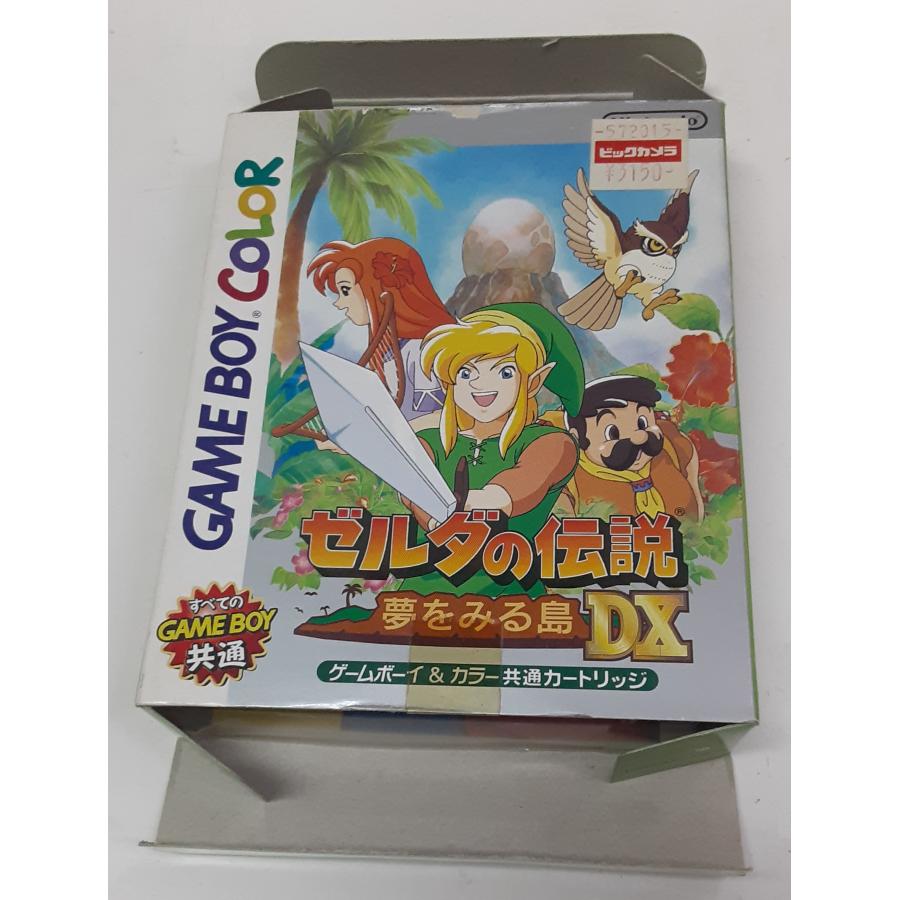 GAME BOY COLOR
-572015-
ビックカメラ
¥3150-
ゼルダの伝説
夢をみる島 DX
ゲームボーイ & カラー共通カートリッジ
すべての
GAME BOY
共通